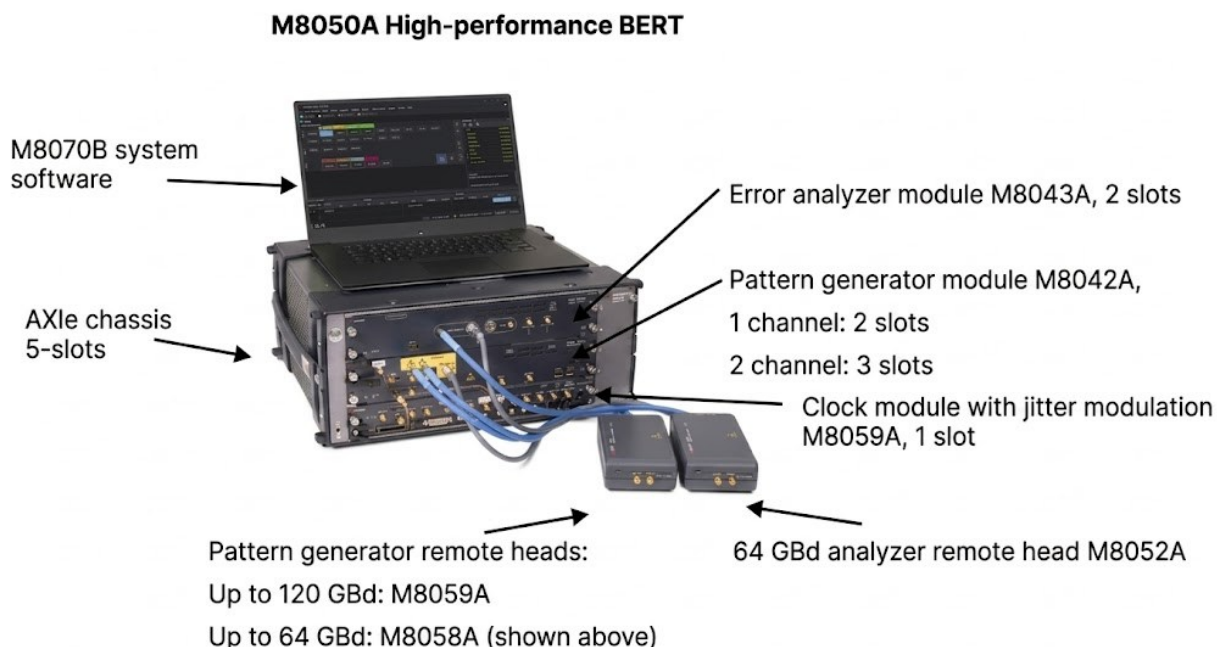 M8050A High-performance BERT
M8070B system
software
Error analyzer module M8043A, 2 slots
Pattern generator module M8042A,
1 channel: 2 slots
2 channel: 3 slots
AXIe chassis
5-slots
Clock module with jitter modulation
M8059A, 1 slot
Pattern generator remote heads:
Up to 120 GBd: M8059A
Up to 64 GBd: M8058A (shown above)
64 GBd analyzer remote head M8052A